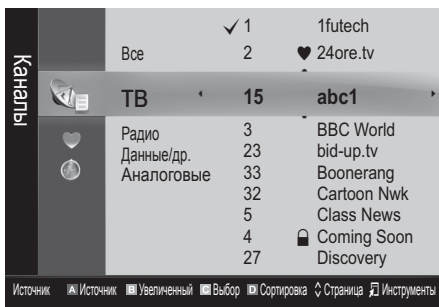 Каналы
✓ 1 1futech
Все 2 ♥ 24ore.tv
ТВ 15 abc1
Радио 3 BBC World
Данные/др. 23 bid-up.tv
Аналоговые 33 Boonerang
32 Cartoon Nwk
5 Class News
4 Coming Soon
27 Discovery
Источник A Источник B Увеличенный C Выбор D Сортировка Страница Инструменты